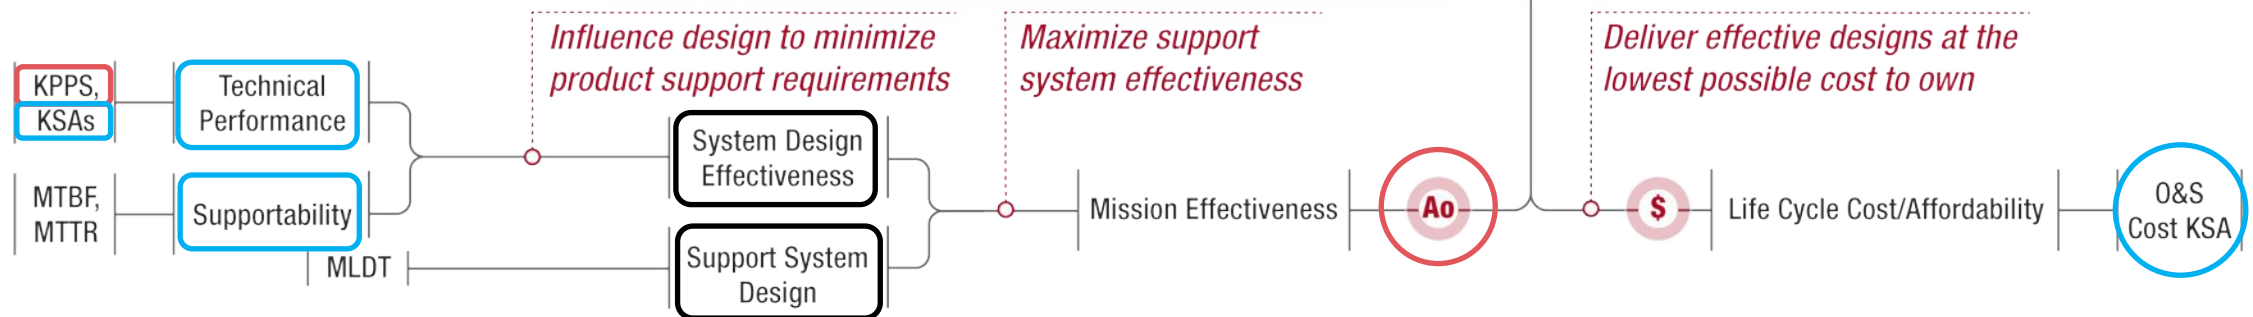 Influence design to minimize
product support requirements
Maximize support
system effectiveness
Deliver effective designs at the
lowest possible cost to own
KPPS,
KSAs
Technical
Performance
System Design
Effectiveness
MTBF,
MTTR
Supportability
MLDT
Support System
Design
Mission Effectiveness
Ao
$
Life Cycle Cost/Affordability
O&S
Cost KSA